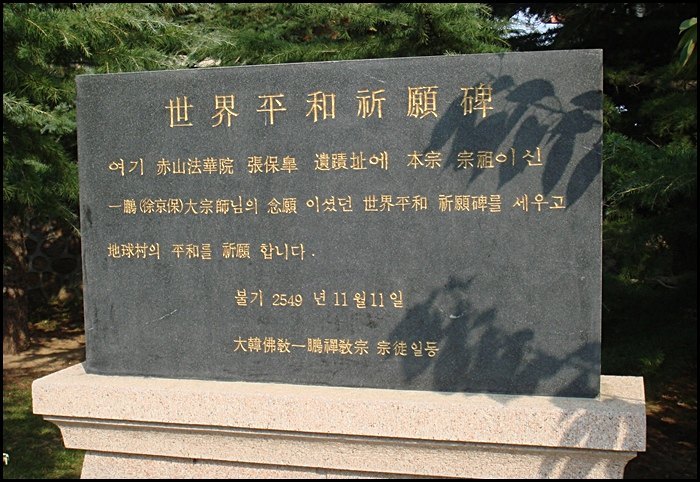 世界平和祈願碑
여기 赤山法華院 張保皐 遺蹟址에 本宗 宗祖이신
一鵬(徐京保)大宗師님의 念願 이셨던 世界平和 祈願碑를 세우고
地球村의 平和를 祈願 합니다.
불기 2549 년 11월11일
大韓佛敎一鵬禪敎宗 宗徒일동